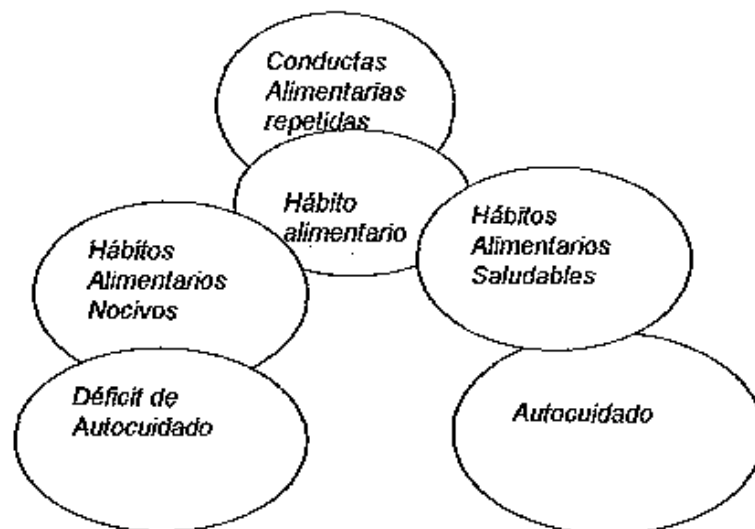 Conductas
Alimentarias
repetidas
Hábito
alimentario
Hábitos
Alimentarios
Nocivos
Hábitos
Alimentarios
Saludables
Déficit de
Autocuidado
Autocuidado